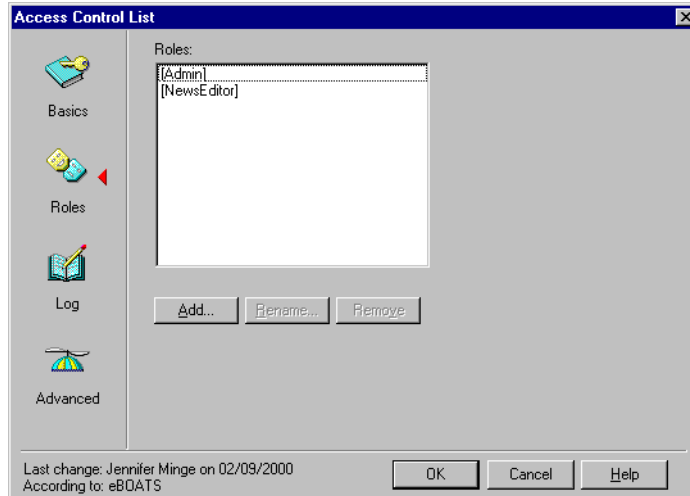 Access Control List
Roles:
[Admin]
[NewsEditor]
Basics
Roles
Log
Advanced
Add... Rename... Remove
Last change: Jennifer Minge on 02/09/2000
According to: eBOATS
OK Cancel Help